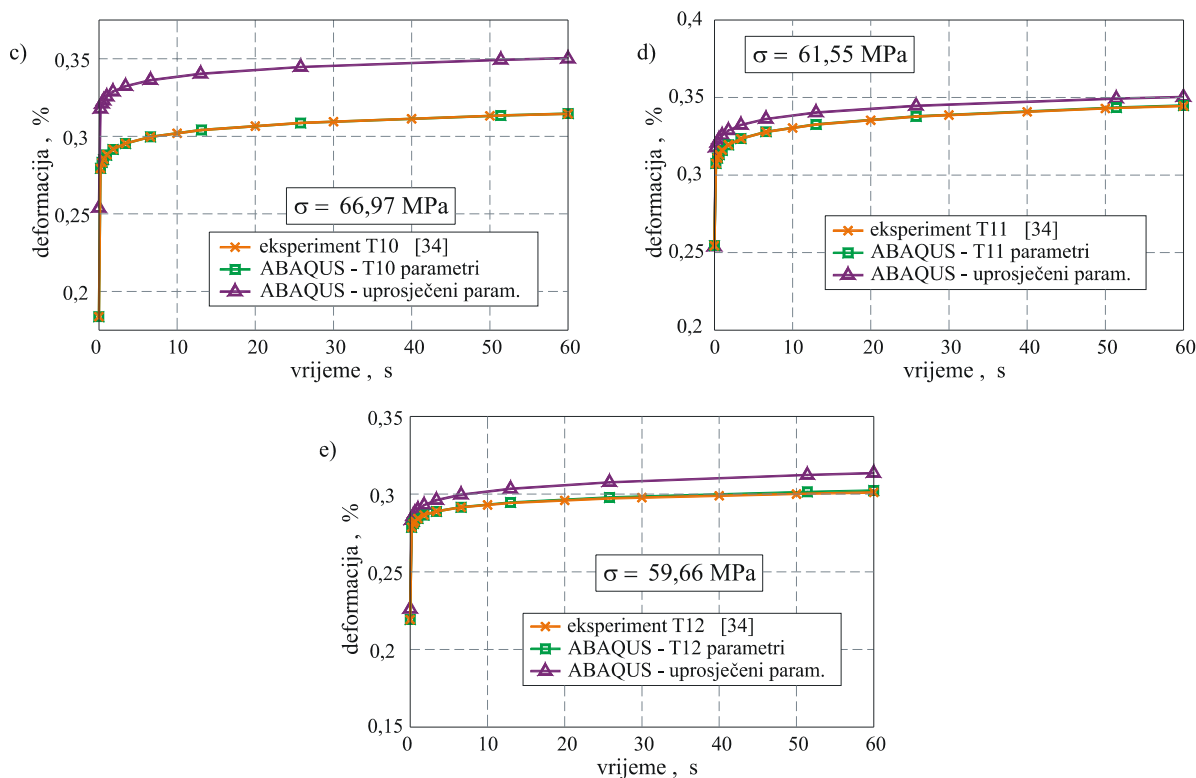 c)
0,35
0,3
0,25
0,2
deformacija , %
σ = 66,97 MPa
eksperiment T10 [34]
ABAQUS - T10 parametri
ABAQUS - uprosječeni param.
0 10 20 30 40 50 60
vrijeme , s
d)
0,4
0,35
0,3
0,25
0,2
deformacija , %
σ = 61,55 MPa
eksperiment T11 [34]
ABAQUS - T11 parametri
ABAQUS - uprosječeni param.
0 10 20 30 40 50 60
vrijeme , s
e)
0,35
0,3
0,25
0,2
0,15
deformacija , %
σ = 59,66 MPa
eksperiment T12 [34]
ABAQUS - T12 parametri
ABAQUS - uprosječeni param.
0 10 20 30 40 50 60
vrijeme , s